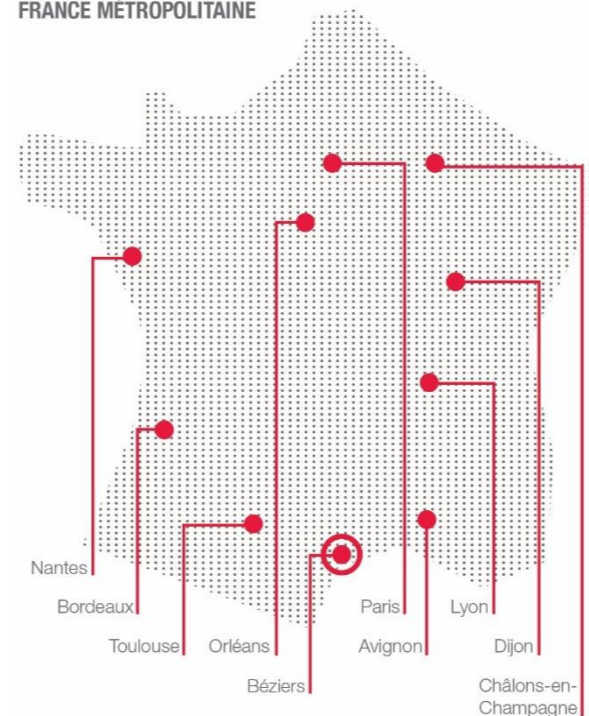 FRANCE MÉTROPOLITAINE
Nantes
Bordeaux
Toulouse
Orléans
Béziers
Paris
Avignon
Lyon
Dijon
Châlons-en-
Champagne